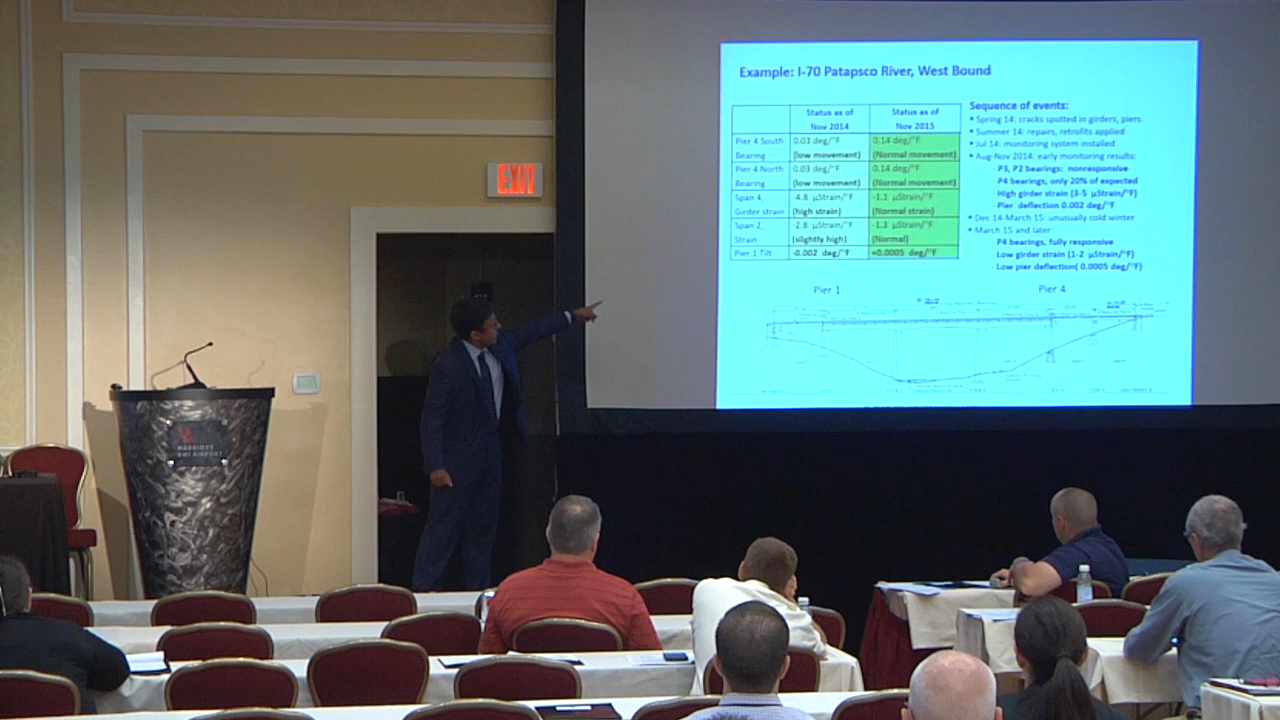 EXIT
MARRIOTT
BWI AIRPORT
Example: I-70 Patapsco River, West Bound
Status as of Nov 2014
Status as of Nov 2015
Pier 4 South Bearing
0.03 deg/°F (low movement)
0.14 deg/°F (Normal movement)
Pier 4 North Bearing
0.03 deg/°F (low movement)
0.14 deg/°F (Normal movement)
Span 4, Girder strain
-4.8 µStrain/°F (high strain)
-1.1 µStrain/°F (Normal strain)
Span 2, Strain
-2.8 µStrain/°F (slightly high)
-1.3 µStrain/°F (Normal)
Pier 1 Tilt
-0.002 deg/°F
+0.0005 deg/°F
Sequence of events:
• Spring 14: cracks spotted in girders, piers
• Summer 14: repairs, retrofits applied
• Jul 14: monitoring system installed
• Aug-Nov 2014: early monitoring results:
P3, P2 bearings: nonresponsive
P4 bearings, only 20% of expected
High girder strain (3-5 µStrain/°F)
Pier deflection 0.002 deg/°F
• Dec 14-March 15: unusually cold winter
• March 15 and later:
P4 bearings, fully responsive
Low girder strain (1-2 µStrain/°F)
Low pier deflection( 0.0005 deg/°F)
Pier 1
Pier 4